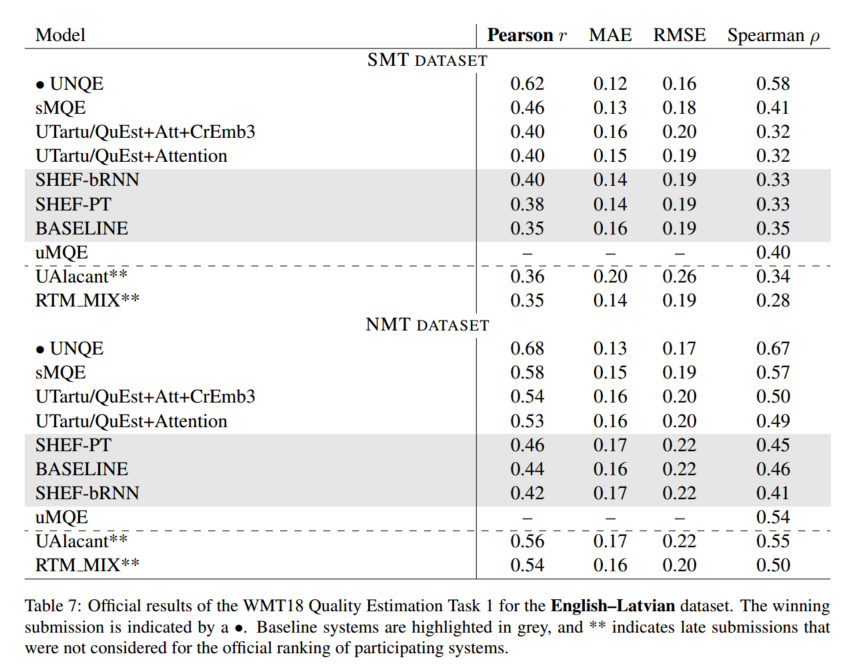 Model Pearson r MAE RMSE Spearman ρ
SMT DATASET
• UNQE 0.62 0.12 0.16 0.58
sMQE 0.46 0.13 0.18 0.41
UTartu/QuEst+Att+CrEmb3 0.40 0.16 0.20 0.32
UTartu/QuEst+Attention 0.40 0.15 0.19 0.32
SHEF-bRNN 0.40 0.14 0.19 0.33
SHEF-PT 0.38 0.14 0.19 0.33
BASELINE 0.35 0.16 0.19 0.35
uMQE – – – 0.40
UAlacant** 0.36 0.20 0.26 0.34
RTM_MIX** 0.35 0.14 0.19 0.28
NMT DATASET
• UNQE 0.68 0.13 0.17 0.67
sMQE 0.58 0.15 0.19 0.57
UTartu/QuEst+Att+CrEmb3 0.54 0.16 0.20 0.50
UTartu/QuEst+Attention 0.53 0.16 0.20 0.49
SHEF-PT 0.46 0.17 0.22 0.45
BASELINE 0.44 0.16 0.22 0.46
SHEF-bRNN 0.42 0.17 0.22 0.41
uMQE – – – 0.54
UAlacant** 0.56 0.17 0.22 0.55
RTM_MIX** 0.54 0.16 0.20 0.50
Table 7: Official results of the WMT18 Quality Estimation Task 1 for the English–Latvian dataset. The winning
submission is indicated by a •. Baseline systems are highlighted in grey, and ** indicates late submissions that
were not considered for the official ranking of participating systems.